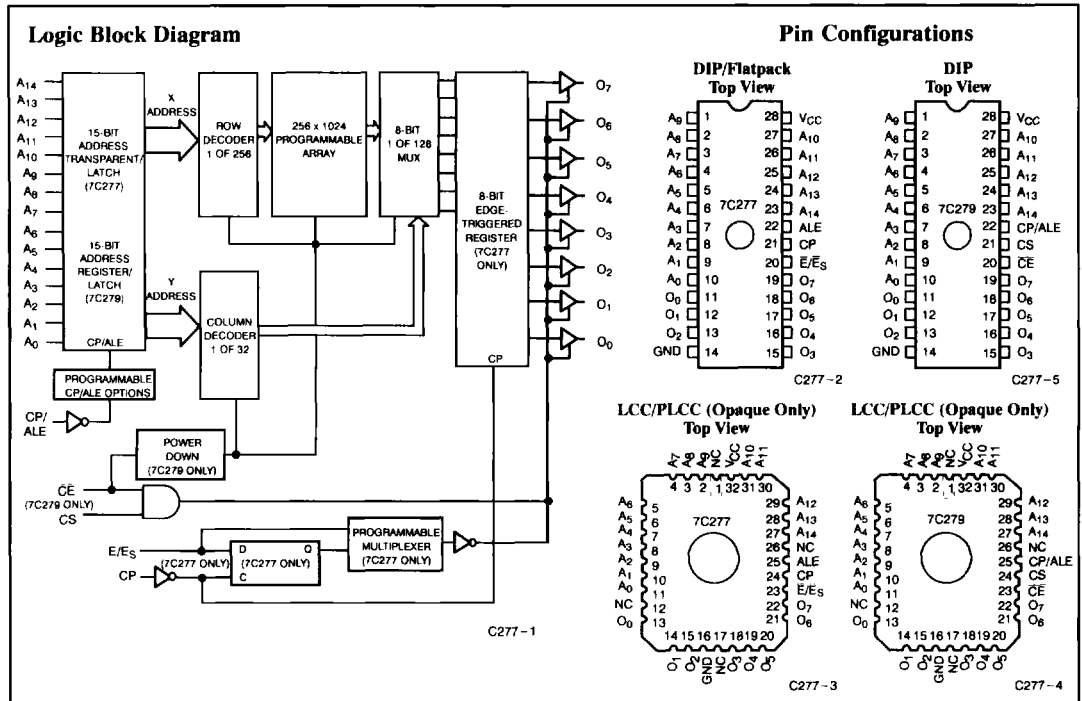 Logic Block Diagram
A14
A13
A12
A11
A10
A9
A8
A7
A6
A5
A4
A3
A2
A1
A0
15-BIT
ADDRESS
TRANSPARENT/
LATCH
(7C277)
15-BIT
ADDRESS
REGISTER/
LATCH
(7C279)
CP/ALE
PROGRAMMABLE
CP/ALE OPTIONS
CP/
ALE
X
ADDRESS
Y
ADDRESS
ROW
DECODER
1 OF 256
256 x 1024
PROGRAMMABLE
ARRAY
8-BIT
1 OF 128
MUX
8-BIT
EDGE-
TRIGGERED
REGISTER
(7C277
ONLY)
CP
COLUMN
DECODER
1 OF 32
POWER
DOWN
(7C279 ONLY)
CE
(7C279 ONLY)
CS
E/ES
(7C277 ONLY)
CP
D Q
(7C277 ONLY)
C
PROGRAMMABLE
MULTIPLEXER
(7C277 ONLY)
O7
O6
O5
O4
O3
O2
O1
O0
C277-1
Pin Configurations
DIP/Flatpack
Top View
A9 1 28 VCC
A8 2 27 A10
A7 3 26 A11
A6 4 25 A12
A5 5 24 A13
A4 6 7C277 23 A14
A3 7 22 ALE
A2 8 21 CP
A1 9 20 E̅/E̅S
A0 10 19 O7
O0 11 18 O6
O1 12 17 O5
O2 13 16 O4
GND 14 15 O3
C277-2
DIP
Top View
A9 1 28 VCC
A8 2 27 A10
A7 3 26 A11
A6 4 25 A12
A5 5 24 A13
A4 6 7C279 23 A14
A3 7 22 CP/ALE
A2 8 21 CS
A1 9 20 C̅E̅
A0 10 19 O7
O0 11 18 O6
O1 12 17 O5
O2 13 16 O4
GND 14 15 O3
C277-5
LCC/PLCC (Opaque Only)
Top View
A7 A8 A9 NC VCC A10 A11
4 3 2 1 32 31 30
A6 5 29 A12
A5 6 7C277 28 A13
A4 7 27 A14
A3 8 26 NC
A2 9 25 ALE
A1 10 24 CP
A0 11 23 E̅/E̅S
NC 12 22 O7
O0 13 21 O6
14 15 16 17 18 19 20
O1 O2 GND NC O3 O4 O5
C277-3
LCC/PLCC (Opaque Only)
Top View
A7 A8 A9 NC VCC A10 A11
4 3 2 1 32 31 30
A6 5 29 A12
A5 6 7C279 28 A13
A4 7 27 A14
A3 8 26 NC
A2 9 25 CP/ALE
A1 10 24 CS
A0 11 23 C̅E̅
NC 12 22 O7
O0 13 21 O6
14 15 16 17 18 19 20
O1 O2 GND NC O3 O4 O5
C277-4